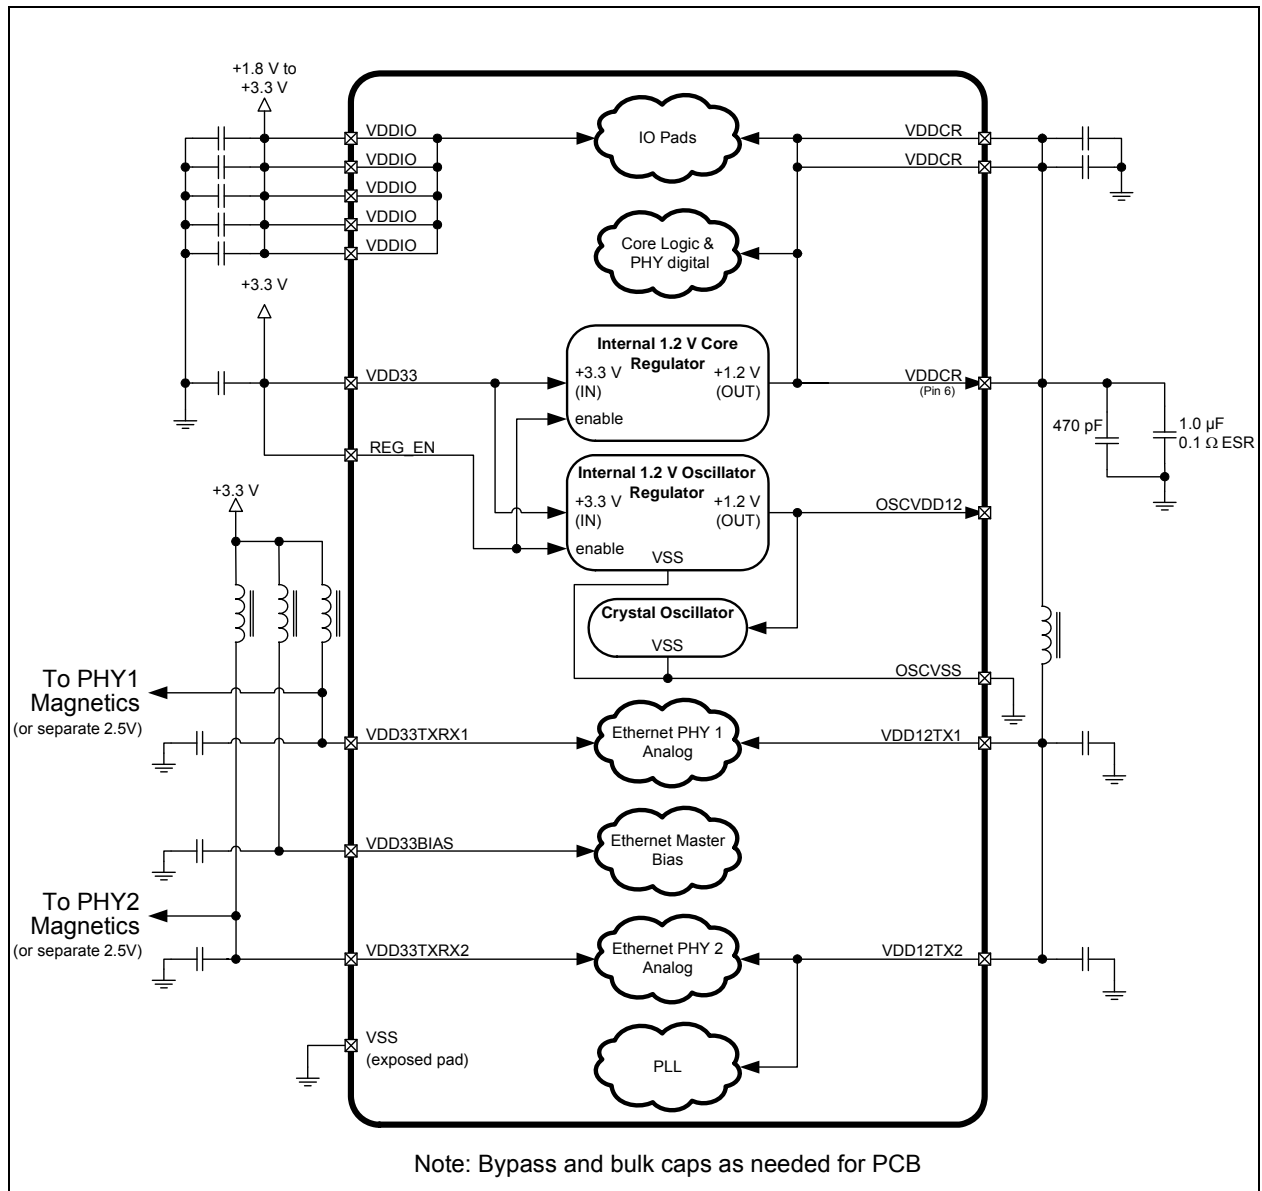 +1.8 V to
+3.3 V
VDDIO
VDDIO
VDDIO
VDDIO
VDDIO
IO Pads
VDDCR
VDDCR
Core Logic &
PHY digital
+3.3 V
VDD33
REG_EN
Internal 1.2 V Core
Regulator
+3.3 V
(IN)
+1.2 V
(OUT)
enable
VDDCR
(Pin 6)
470 pF
1.0 µF
0.1 Ω ESR
Internal 1.2 V Oscillator
Regulator
+3.3 V
(IN)
+1.2 V
(OUT)
enable
VSS
OSCVDD12
+3.3 V
Crystal Oscillator
VSS
OSCVSS
To PHY1
Magnetics
(or separate 2.5V)
VDD33TXRX1
Ethernet PHY 1
Analog
VDD12TX1
VDD33BIAS
Ethernet Master
Bias
To PHY2
Magnetics
(or separate 2.5V)
VDD33TXRX2
Ethernet PHY 2
Analog
VDD12TX2
VSS
(exposed pad)
PLL
Note: Bypass and bulk caps as needed for PCB